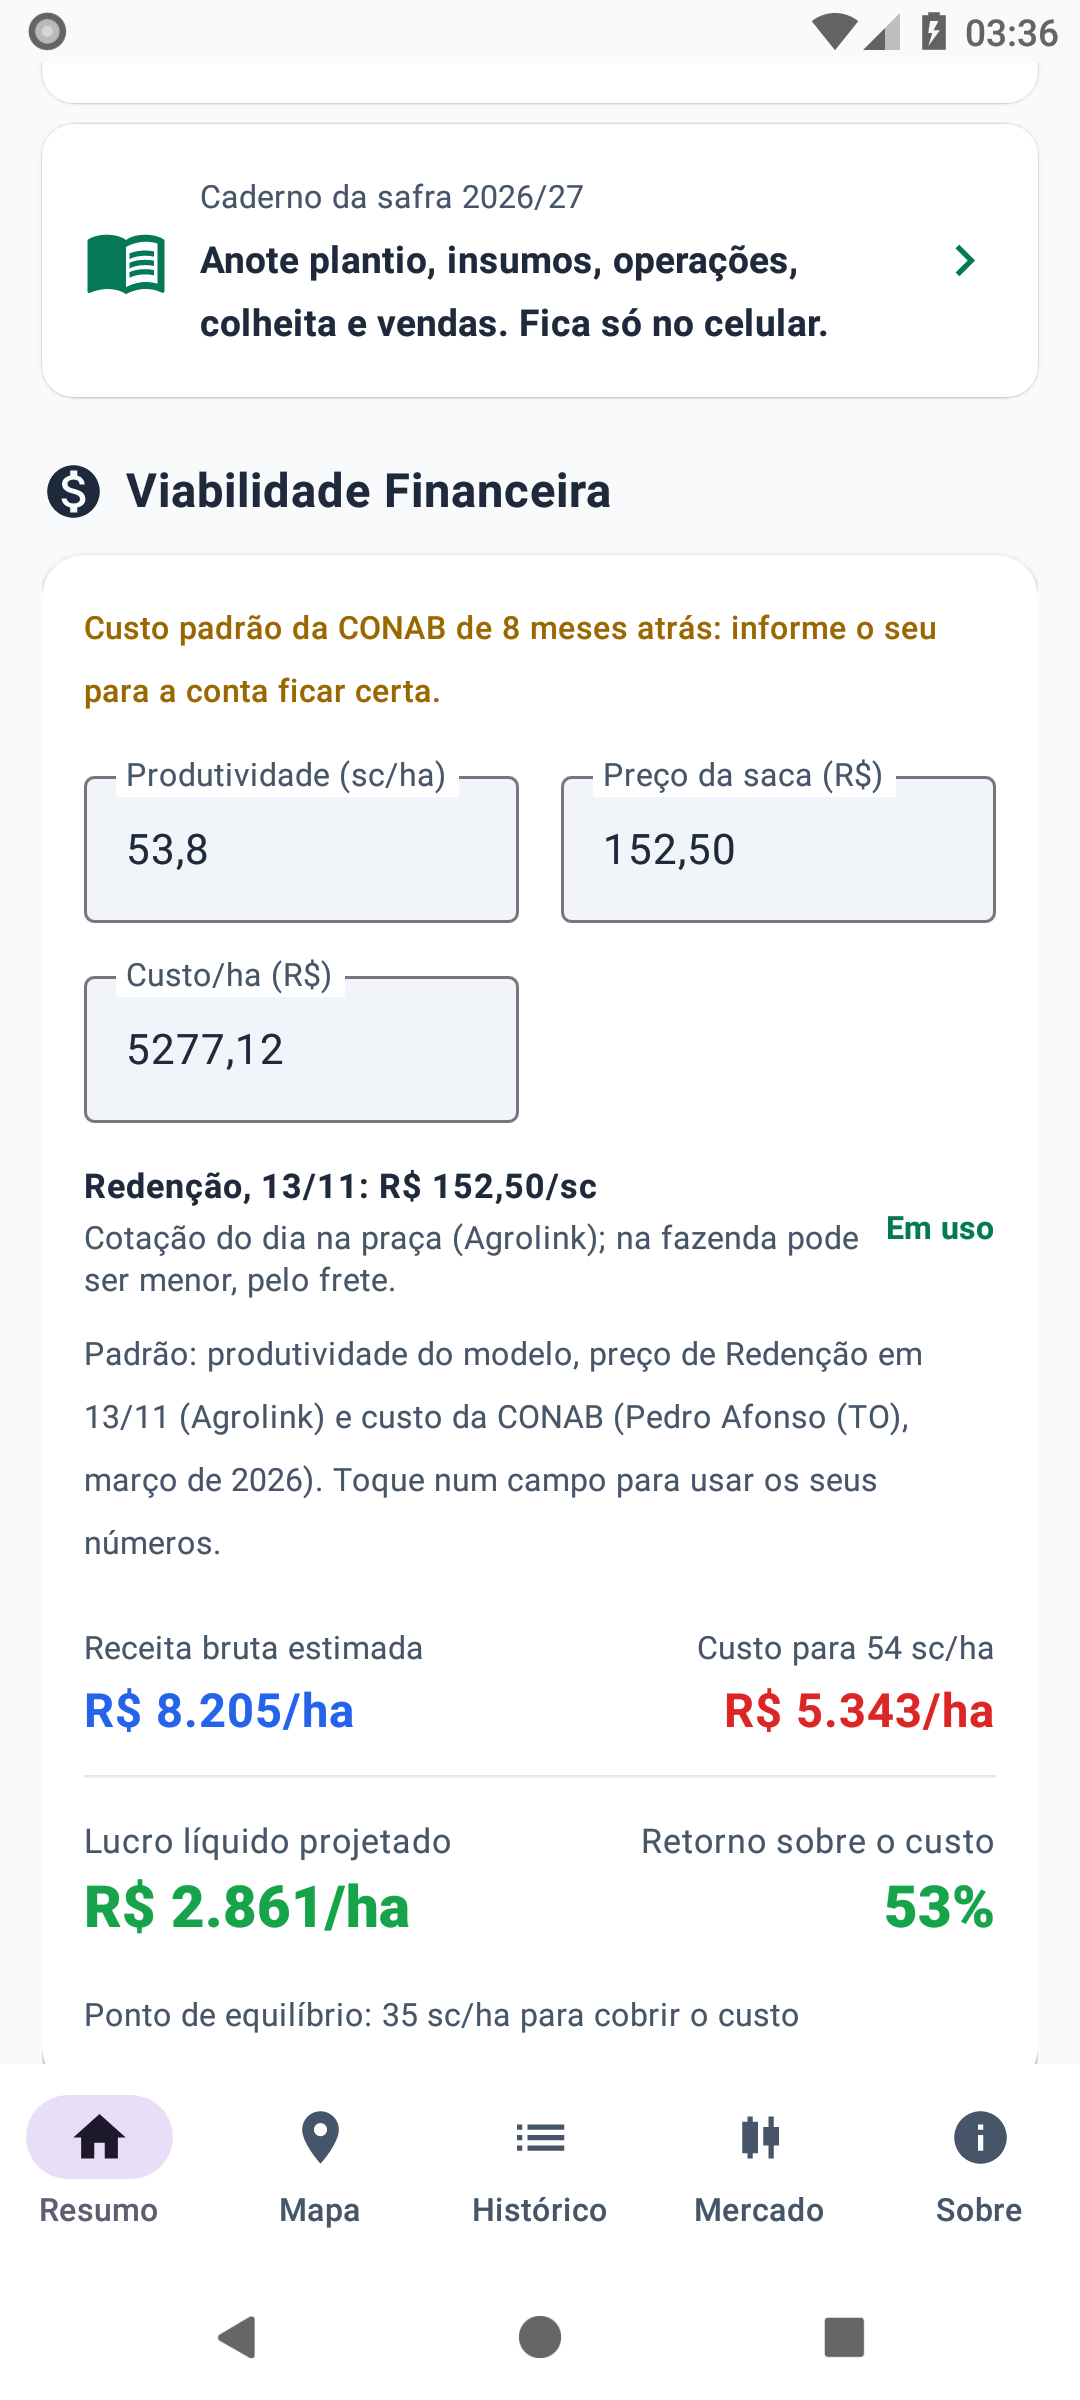 03:36
Caderno da safra 2026/27
Anote plantio, insumos, operações,
colheita e vendas. Fica só no celular.
Viabilidade Financeira
Custo padrão da CONAB de 8 meses atrás: informe o seu
para a conta ficar certa.
Produtividade (sc/ha)
53,8
Preço da saca (R$)
152,50
Custo/ha (R$)
5277,12
Redenção, 13/11: R$ 152,50/sc
Cotação do dia na praça (Agrolink); na fazenda pode
ser menor, pelo frete.
Em uso
Padrão: produtividade do modelo, preço de Redenção em
13/11 (Agrolink) e custo da CONAB (Pedro Afonso (TO),
março de 2026). Toque num campo para usar os seus
números.
Receita bruta estimada
R$ 8.205/ha
Custo para 54 sc/ha
R$ 5.343/ha
Lucro líquido projetado
R$ 2.861/ha
Retorno sobre o custo
53%
Ponto de equilíbrio: 35 sc/ha para cobrir o custo
Resumo
Mapa
Histórico
Mercado
Sobre